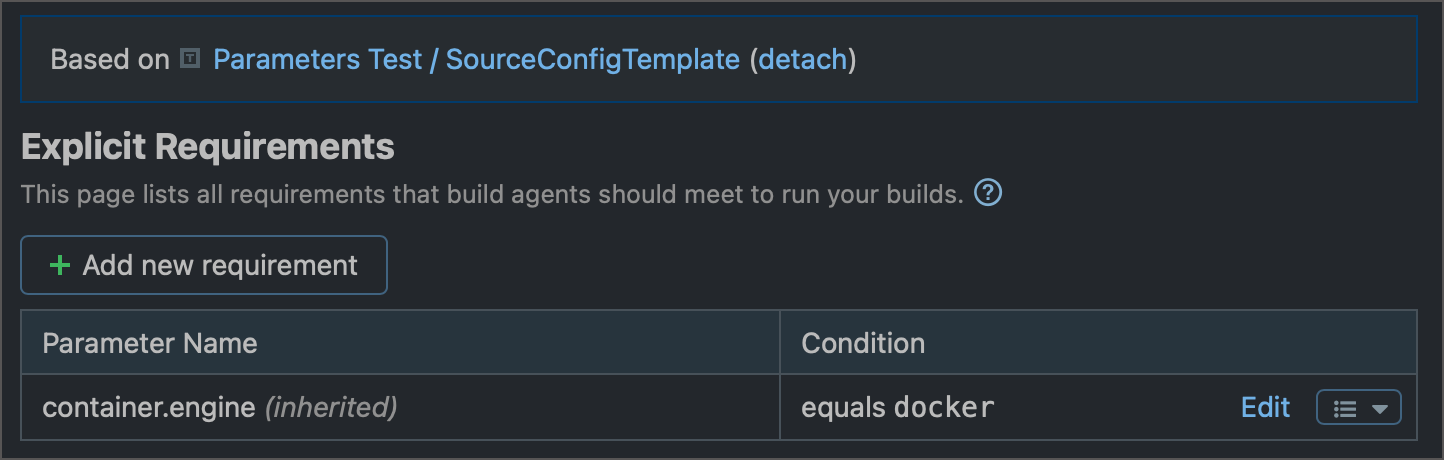 Based on T Parameters Test / SourceConfigTemplate (detach)
Explicit Requirements
This page lists all requirements that build agents should meet to run your builds. ?
+ Add new requirement
Parameter Name Condition
container.engine (inherited) equals docker Edit